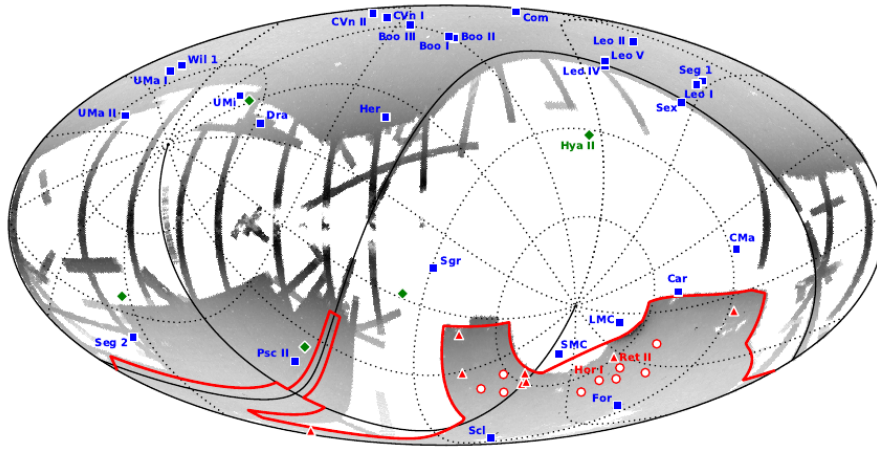 Com
CVn II
CVn I
Boo III
Boo I
Boo II
Leo II
Leo V
Leo IV
Wil 1
UMa I
Seg 1
Leo I
UMi
Sex
UMa II
Dra
Her
Hya II
CMa
Sgr
Car
LMC
Seg 2
Psc II
SMC
Ret II
Hor I
For
Scl